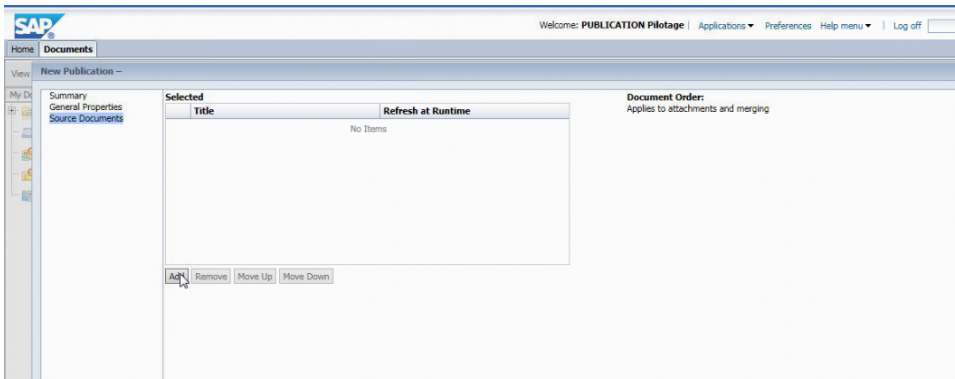 SAP
Welcome: PUBLICATION Pilotage | Applications Preferences Help menu | Log off
Home Documents
View New Publication –
My Do
Summary
General Properties
Source Documents
Selected
Title Refresh at Runtime
No Items
Add Remove Move Up Move Down
Document Order:
Applies to attachments and merging